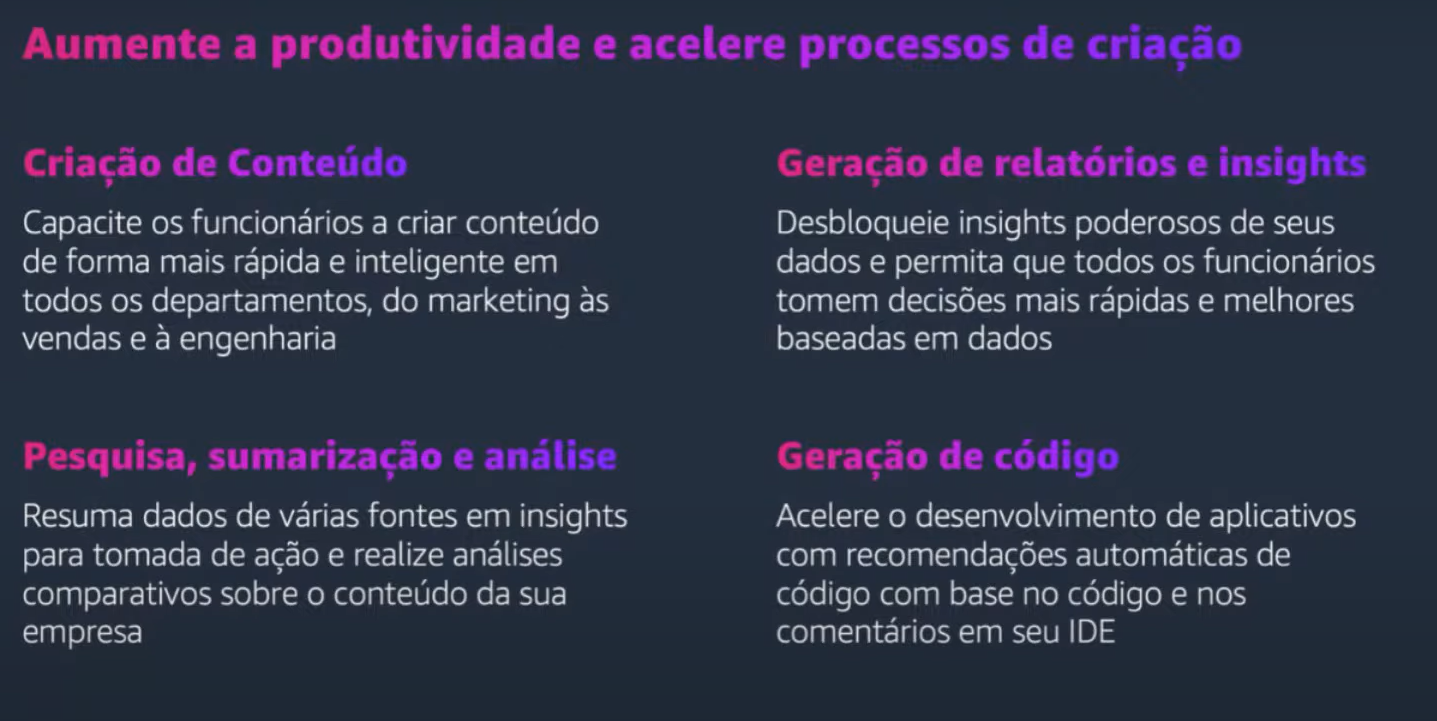 Aumente a produtividade e acelere processos de criação
Criação de Conteúdo
Capacite os funcionários a criar conteúdo
de forma mais rápida e inteligente em
todos os departamentos, do marketing às
vendas e à engenharia
Geração de relatórios e insights
Desbloqueie insights poderosos de seus
dados e permita que todos os funcionários
tomem decisões mais rápidas e melhores
baseadas em dados
Pesquisa, sumarização e análise
Resuma dados de várias fontes em insights
para tomada de ação e realize análises
comparativos sobre o conteúdo da sua
empresa
Geração de código
Acelere o desenvolvimento de aplicativos
com recomendações automáticas de
código com base no código e nos
comentários em seu IDE